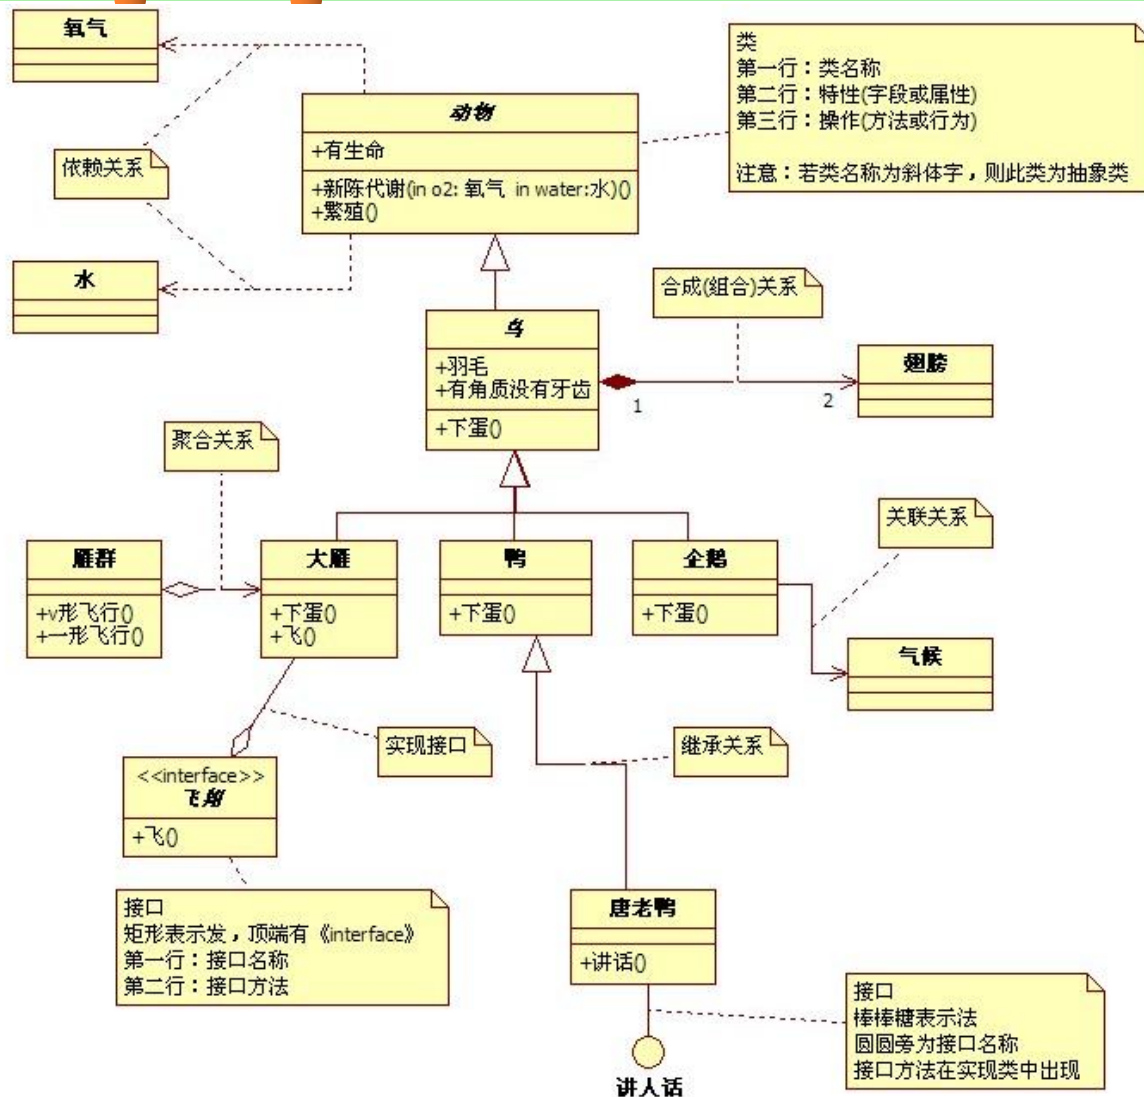 氧气
类
第一行：类名称
第二行：特性(字段或属性)
第三行：操作(方法或行为)
注意：若类名称为斜体字，则此类为抽象类
动物
+有生命
+新陈代谢(in o2: 氧气 in water:水)()
+繁殖()
依赖关系
水
合成(组合)关系
鸟
+羽毛
+有角质没有牙齿
+下蛋()
1
2
翅膀
聚合关系
关联关系
雁群
+v形飞行()
+一形飞行()
大雁
+下蛋()
+飞()
鸭
+下蛋()
企鹅
+下蛋()
气候
实现接口
继承关系
<<interface>>
飞翔
+飞()
接口
矩形表示发，顶端有《interface》
第一行：接口名称
第二行：接口方法
唐老鸭
+讲话()
接口
棒棒糖表示法
圆圆旁为接口名称
接口方法在实现类中出现
讲人话